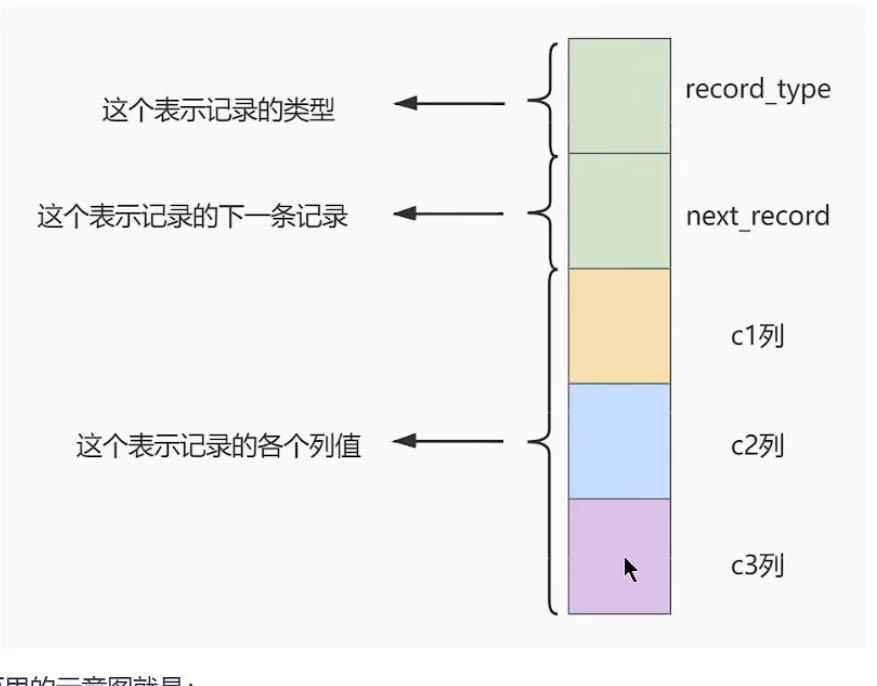 这个表示记录的类型
record_type
这个表示记录的下一条记录
next_record
c1列
这个表示记录的各个列值
c2列
c3列
的示意图就是：